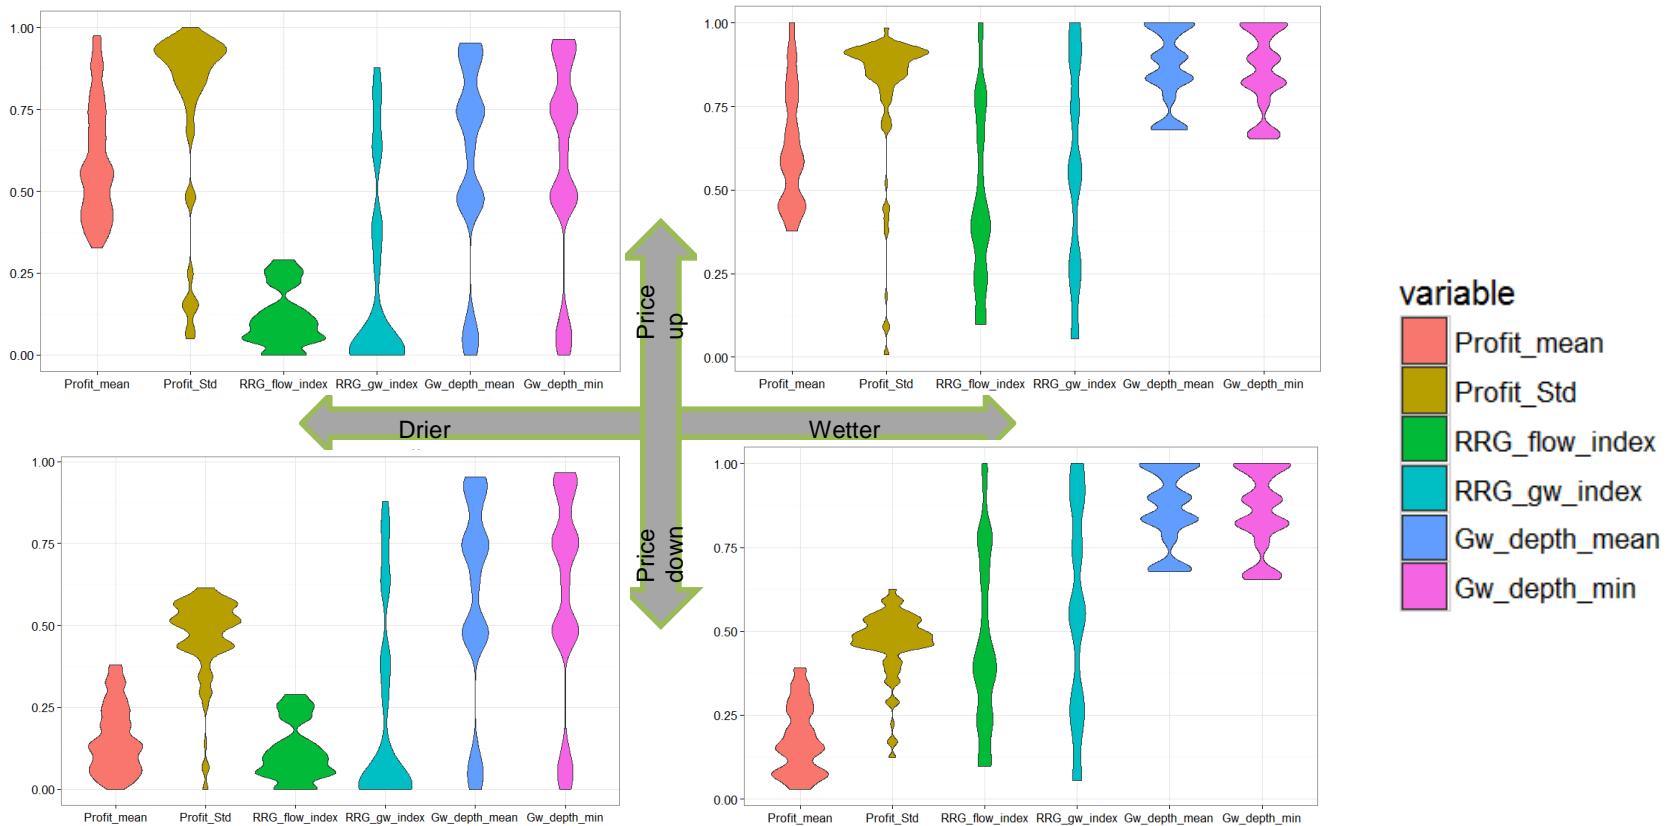 1.00
0.75
0.50
0.25
0.00
Profit_mean Profit_Std RRG_flow_index RRG_gw_index Gw_depth_mean Gw_depth_min
1.00
0.75
0.50
0.25
0.00
Profit_mean Profit_Std RRG_flow_index RRG_gw_index Gw_depth_mean Gw_depth_min
Price
up
Drier
Wetter
Price
down
1.00
0.75
0.50
0.25
0.00
Profit_mean Profit_Std RRG_flow_index RRG_gw_index Gw_depth_mean Gw_depth_min
1.00
0.75
0.50
0.25
0.00
Profit_mean Profit_Std RRG_flow_index RRG_gw_index Gw_depth_mean Gw_depth_min
variable
Profit_mean
Profit_Std
RRG_flow_index
RRG_gw_index
Gw_depth_mean
Gw_depth_min